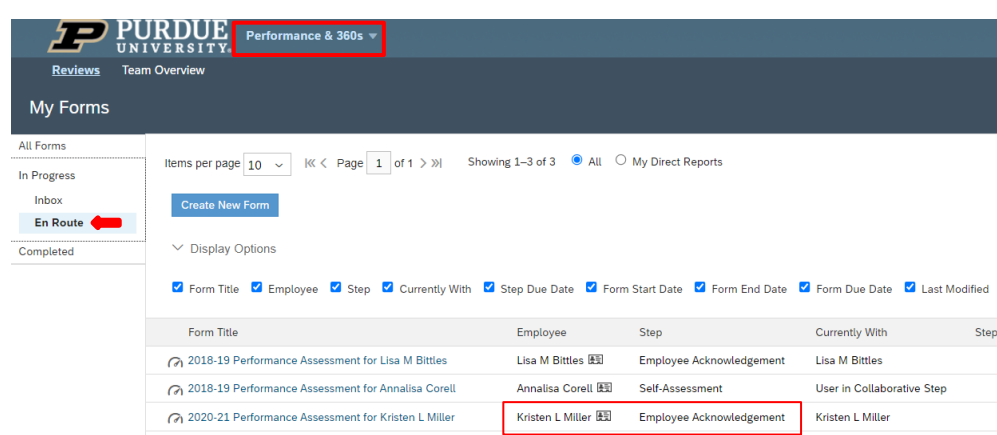 PURDUE
UNIVERSITY.
Performance & 360s
Reviews Team Overview
My Forms
All Forms
In Progress
Inbox
En Route
Completed
Items per page 10 Page 1 of 1 Showing 1–3 of 3 All My Direct Reports
Create New Form
Display Options
Form Title Employee Step Currently With Step Due Date Form Start Date Form End Date Form Due Date Last Modified
Form Title Employee Step Currently With Step
2018-19 Performance Assessment for Lisa M Bittles Lisa M Bittles Employee Acknowledgement Lisa M Bittles
2018-19 Performance Assessment for Annalisa Corell Annalisa Corell Self-Assessment User in Collaborative Step
2020-21 Performance Assessment for Kristen L Miller Kristen L Miller Employee Acknowledgement Kristen L Miller